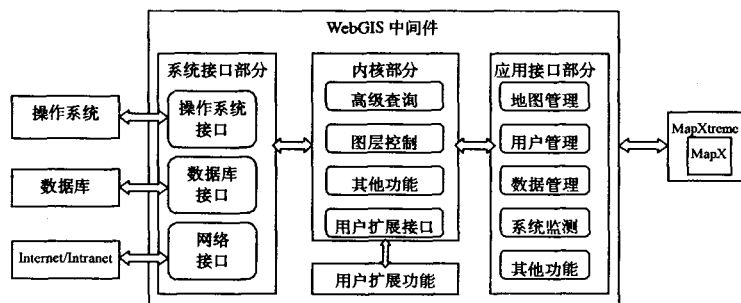 WebGIS 中间件
系统接口部分
内核部分
应用接口部分
操作系统
操作系统
接口
数据库
数据库
接口
Internet/Intranet
网络
接口
高级查询
图层控制
其他功能
用户扩展接口
用户扩展功能
地图管理
用户管理
数据管理
系统监测
其他功能
MapXtreme
MapX